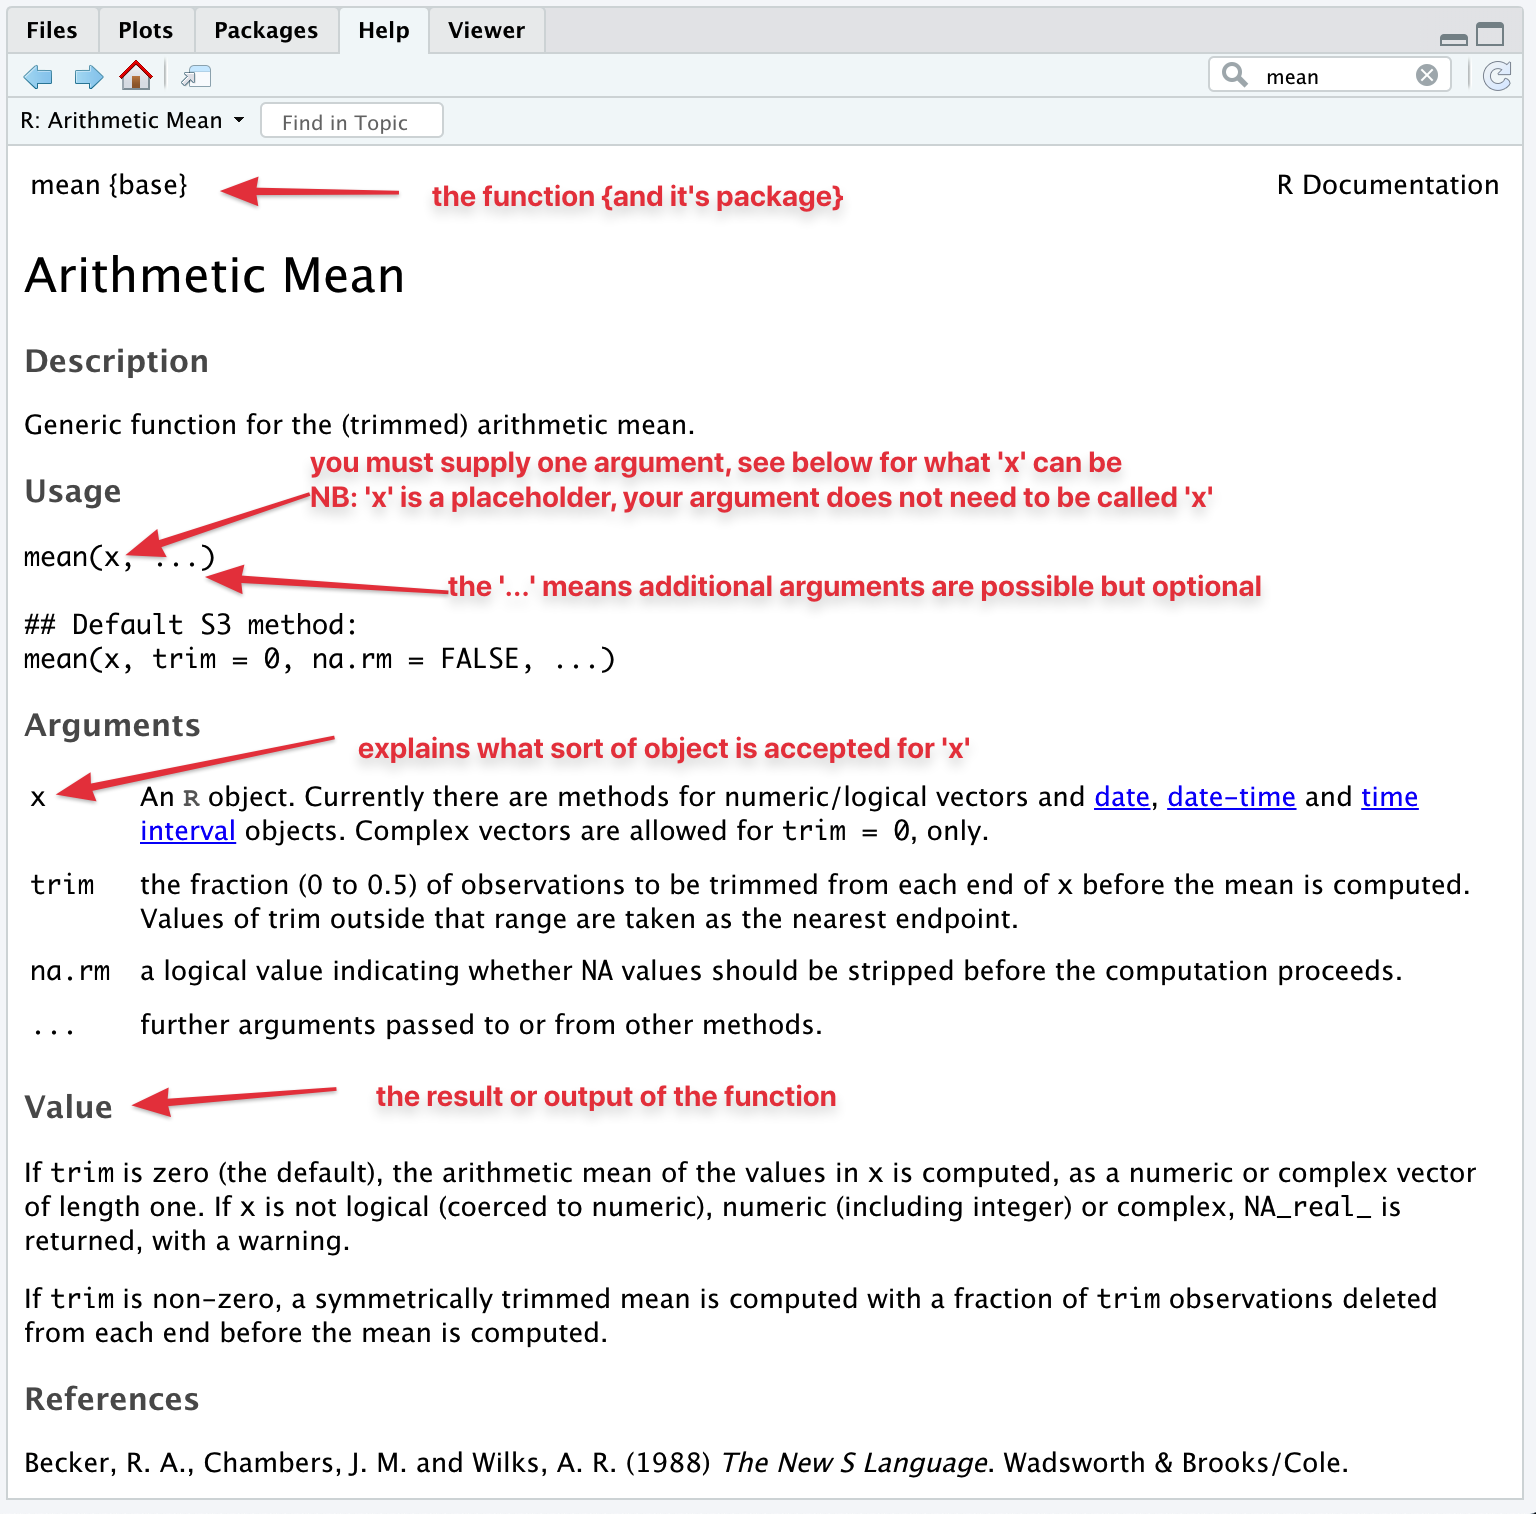 Files Plots Packages Help Viewer
mean
R: Arithmetic Mean Find in Topic
mean {base} the function {and it's package} R Documentation
Arithmetic Mean
Description
Generic function for the (trimmed) arithmetic mean.
you must supply one argument, see below for what 'x' can be
Usage
NB: 'x' is a placeholder, your argument does not need to be called 'x'
mean(x, ...)
the '...' means additional arguments are possible but optional
## Default S3 method:
mean(x, trim = 0, na.rm = FALSE, ...)
Arguments
explains what sort of object is accepted for 'x'
x An R object. Currently there are methods for numeric/logical vectors and date, date-time and time
interval objects. Complex vectors are allowed for trim = 0, only.
trim the fraction (0 to 0.5) of observations to be trimmed from each end of x before the mean is computed.
Values of trim outside that range are taken as the nearest endpoint.
na.rm a logical value indicating whether NA values should be stripped before the computation proceeds.
... further arguments passed to or from other methods.
Value the result or output of the function
If trim is zero (the default), the arithmetic mean of the values in x is computed, as a numeric or complex vector
of length one. If x is not logical (coerced to numeric), numeric (including integer) or complex, NA_real_ is
returned, with a warning.
If trim is non-zero, a symmetrically trimmed mean is computed with a fraction of trim observations deleted
from each end before the mean is computed.
References
Becker, R. A., Chambers, J. M. and Wilks, A. R. (1988) The New S Language. Wadsworth & Brooks/Cole.